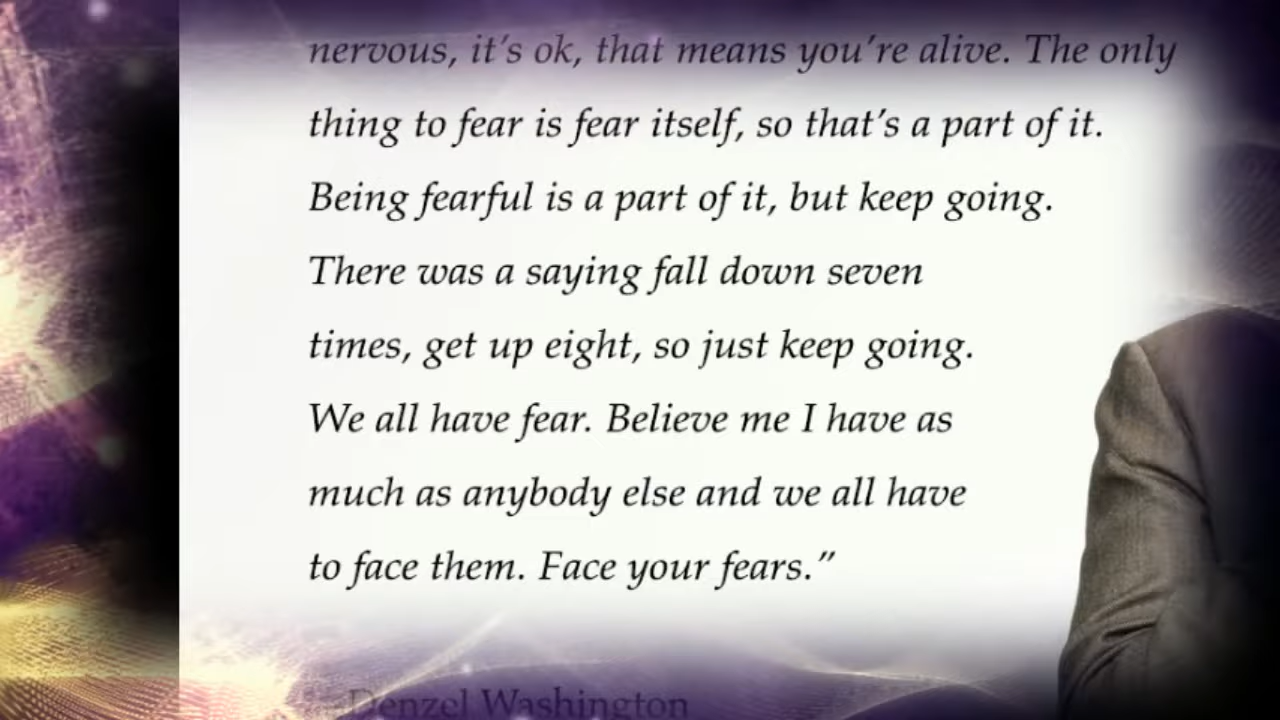 nervous, it's ok, that means you're alive. The only
thing to fear is fear itself, so that's a part of it.
Being fearful is a part of it, but keep going.
There was a saying fall down seven
times, get up eight, so just keep going.
We all have fear. Believe me I have as
much as anybody else and we all have
to face them. Face your fears.”
Denzel Washington